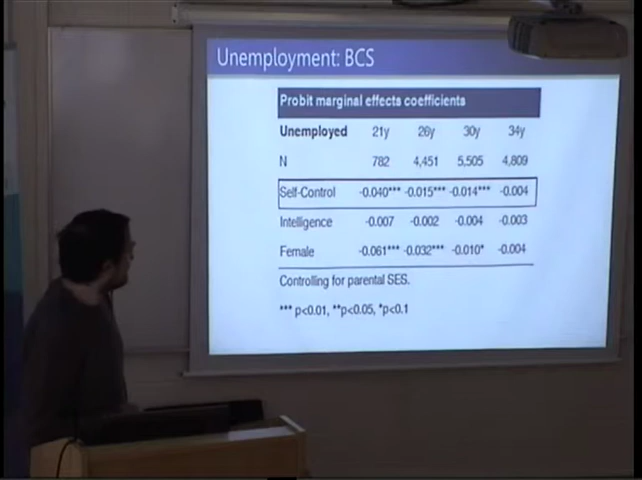 Unemployment: BCS
Probit marginal effects coefficients
Unemployed 21y 26y 30y 34y
N 782 4,451 5,505 4,809
Self-Control -0.040*** -0.015*** -0.014*** -0.004
Intelligence -0.007 -0.002 -0.004 -0.003
Female -0.061*** -0.032*** -0.010* -0.004
Controlling for parental SES.
*** p<0.01, **p<0.05, *p<0.1